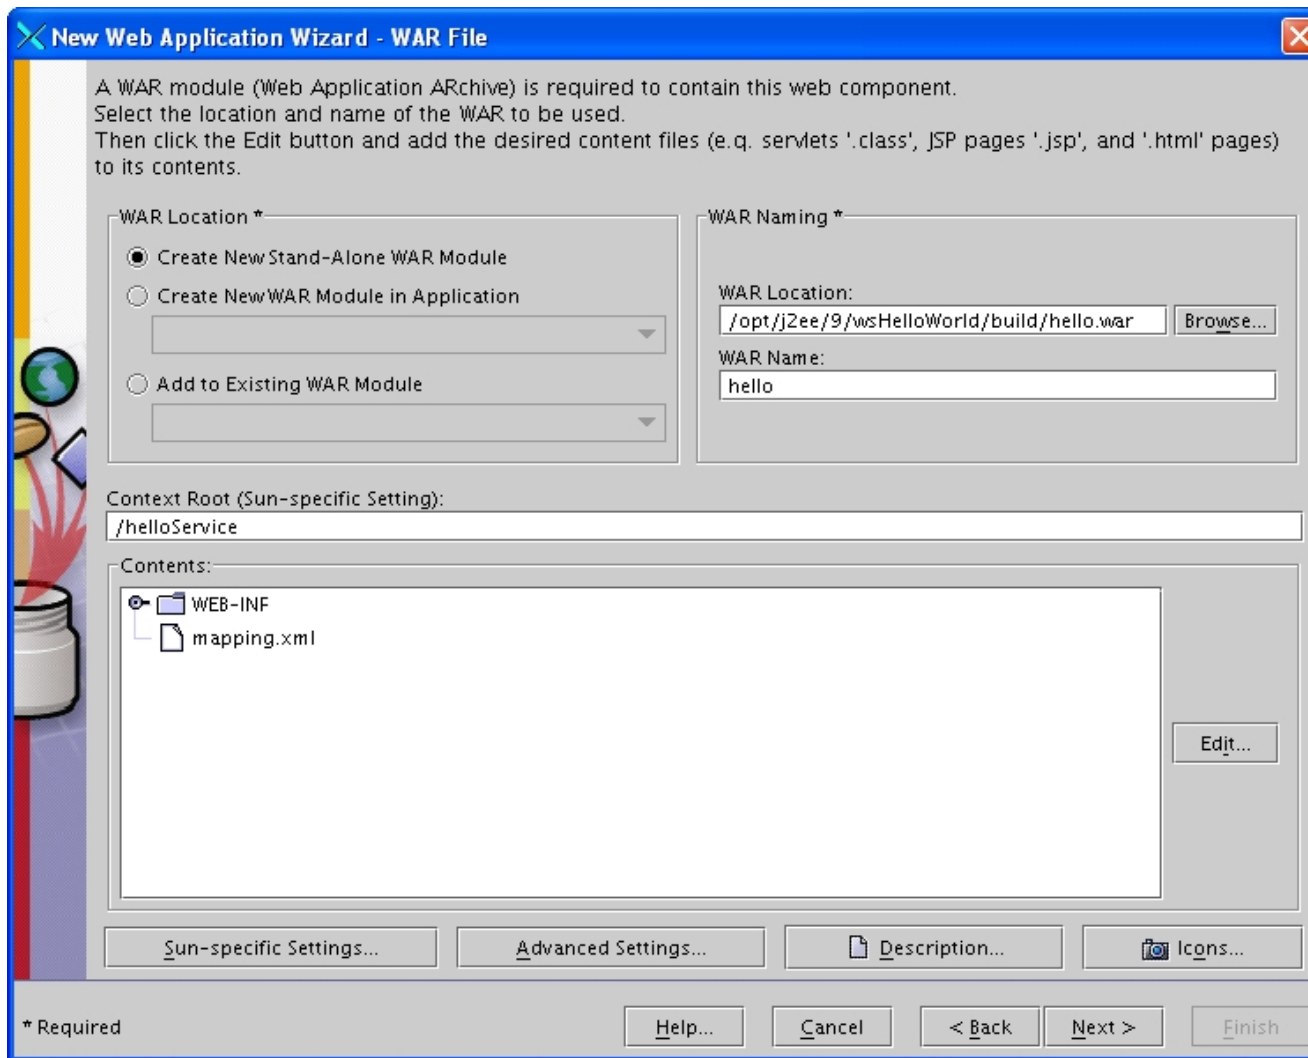 New Web Application Wizard - WAR File
A WAR module (Web Application ARchive) is required to contain this web component.
Select the location and name of the WAR to be used.
Then click the Edit button and add the desired content files (e.g. servlets '.class', JSP pages '.jsp', and '.html' pages)
to its contents.
WAR Location *
WAR Naming *
Create New Stand-Alone WAR Module
Create New WAR Module in Application
WAR Location:
/opt/j2ee/9/wsHelloWorld/build/hello.war
Browse...
WAR Name:
Add to Existing WAR Module
hello
Context Root (Sun-specific Setting):
/helloService
Contents:
WEB-INF
mapping.xml
Edit...
Sun-specific Settings...
Advanced Settings...
Description...
Icons...
* Required
Help...
Cancel
< Back
Next >
Finish